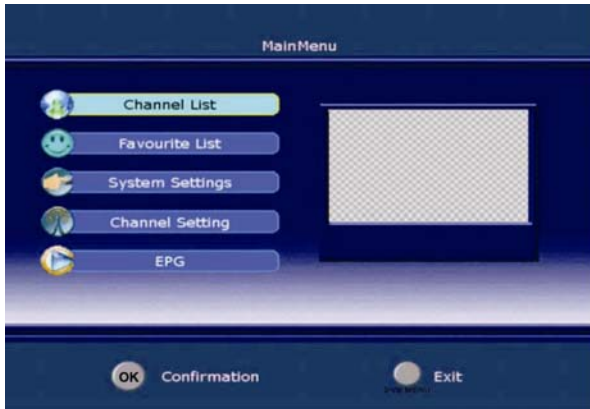 MainMenu
Channel List
Favourite List
System Settings
Channel Setting
EPG
OK Confirmation
Exit